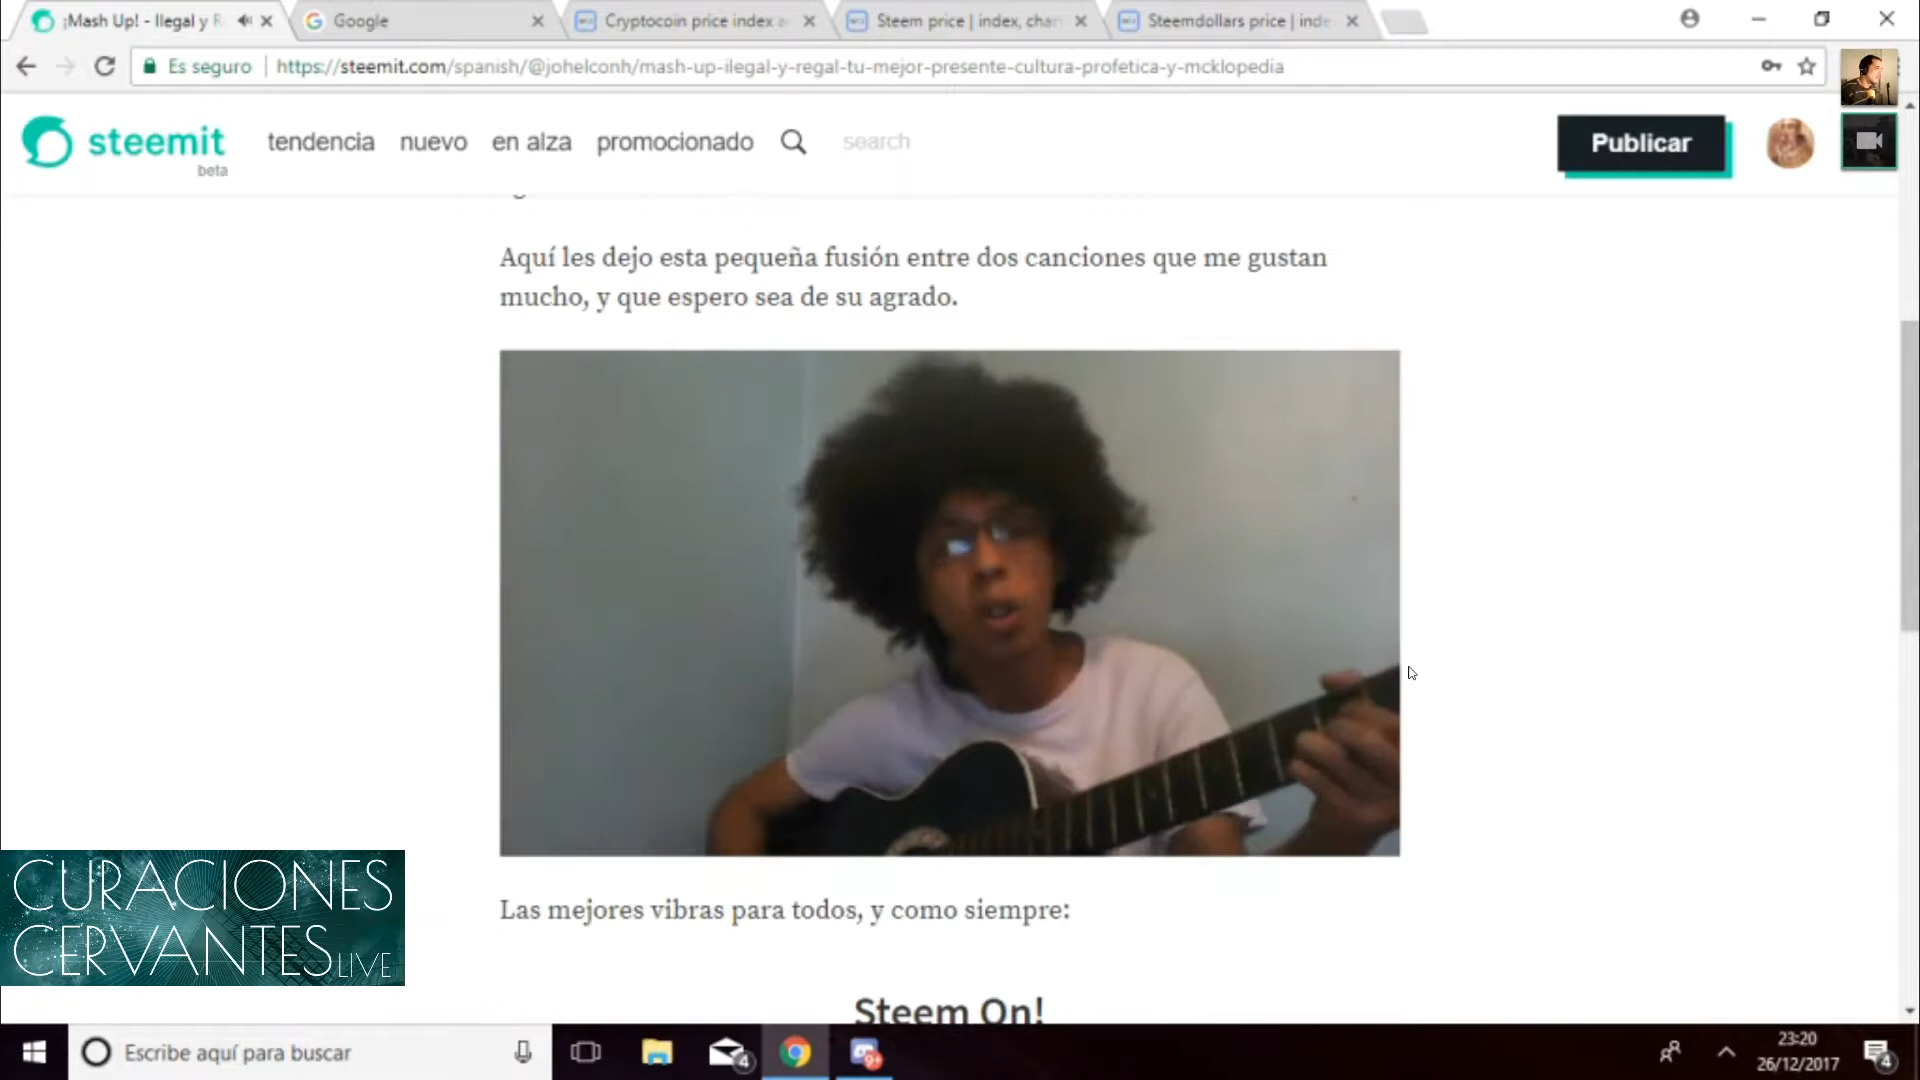 ¡Mash Up! - Ilegal y R
Google
Cryptocoin price index a
Steem price | index, char
Steemdollars price | inde
Es seguro
https://steemit.com/spanish/@johelconh/mash-up-ilegal-y-regal-tu-mejor-presente-cultura-profetica-y-mcklopedia
steemit
beta
tendencia
nuevo
en alza
promocionado
search
Publicar
Aquí les dejo esta pequeña fusión entre dos canciones que me gustan
mucho, y que espero sea de su agrado.
Las mejores vibras para todos, y como siempre:
Steem On!
CURACIONES
CERVANTES LIVE
Escribe aquí para buscar
4
9+
23:20
26/12/2017
4